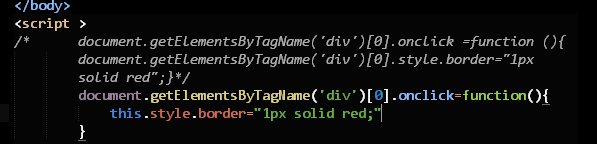 </body>
<script >
/* document.getElementsByTagName('div')[0].onclick =function (){
document.getElementsByTagName('div')[0].style.border="1px
solid red";}*/
document.getElementsByTagName('div')[0].onclick=function(){
this.style.border="1px solid red;"
}